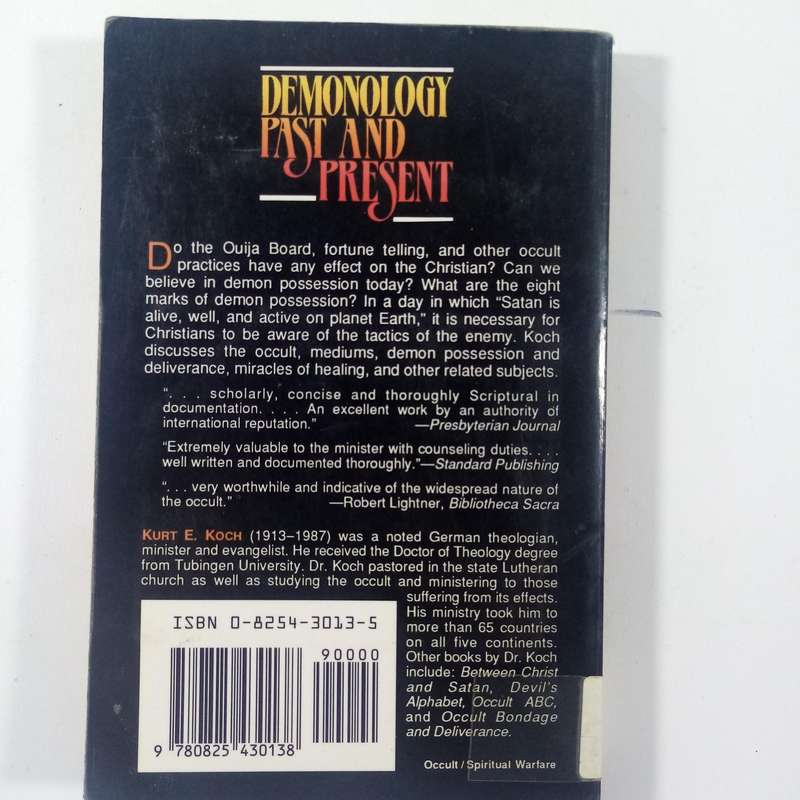 DEMONOLOGY
PAST AND
PRESENT
Do the Ouija Board, fortune telling, and other occult
practices have any effect on the Christian? Can we
believe in demon possession today? What are the eight
marks of demon possession? In a day in which “Satan is
alive, well, and active on planet Earth,” it is necessary for
Christians to be aware of the tactics of the enemy. Koch
discusses the occult, mediums, demon possession and
deliverance, miracles of healing, and other related subjects.
“. . . scholarly, concise and thoroughly Scriptural in
documentation. . . . An excellent work by an authority of
international reputation.” —Presbyterian Journal
“Extremely valuable to the minister with counseling duties. . . .
well written and documented thoroughly.”—Standard Publishing
“. . . very worthwhile and indicative of the widespread nature of
the occult.” —Robert Lightner, Bibliotheca Sacra
KURT E. KOCH (1913–1987) was a noted German theologian,
minister and evangelist. He received the Doctor of Theology degree
from Tubingen University. Dr. Koch pastored in the state Lutheran
church as well as studying the occult and ministering to those
suffering from its effects.
His ministry took him to
more than 65 countries
on all five continents.
Other books by Dr. Koch
include: Between Christ
and Satan, Devil's
Alphabet, Occult ABC,
and Occult Bondage
and Deliverance.
ISBN 0-8254-3013-5
90000
9 780825 430138
Occult / Spiritual Warfare